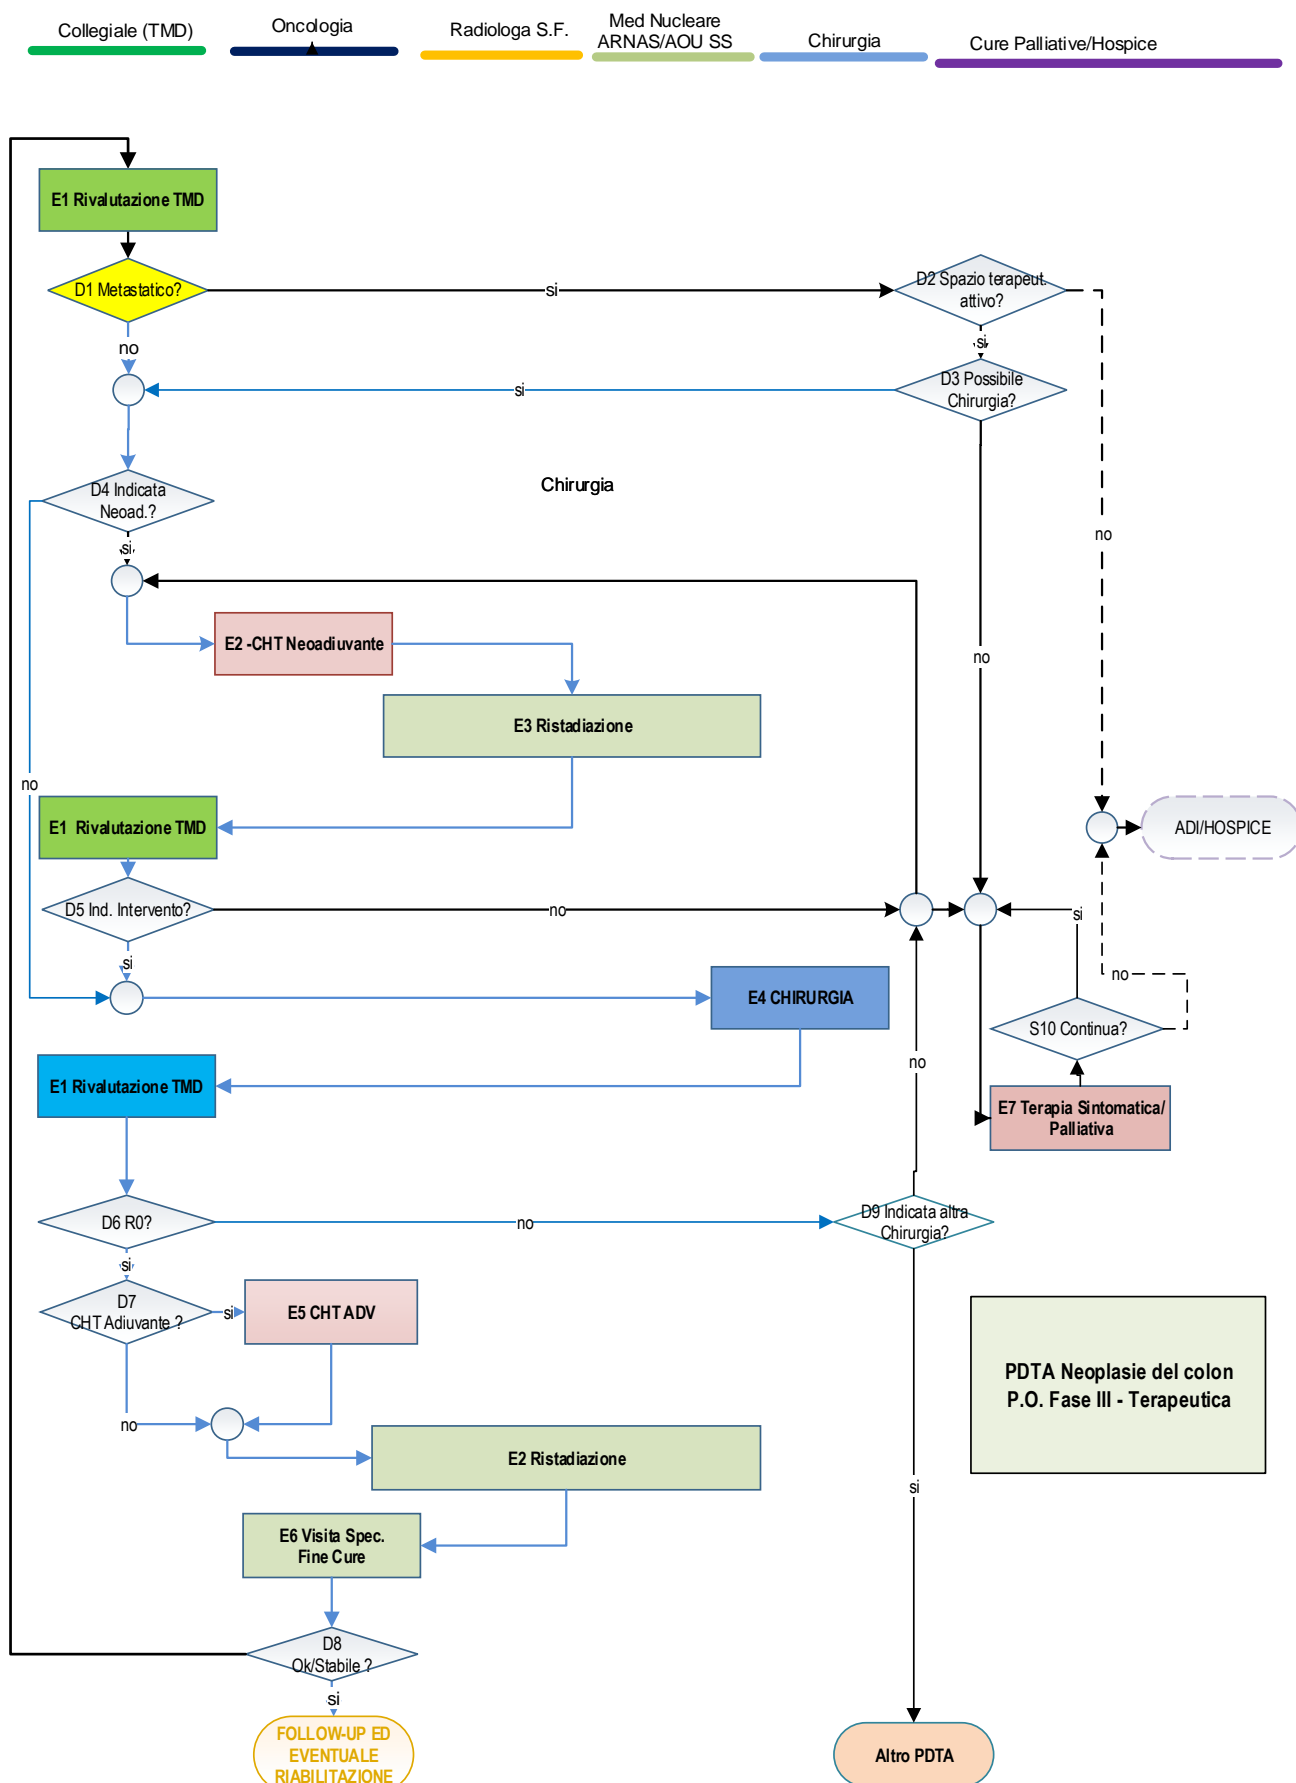 Collegiale (TMD)
Oncologia
Radiologa S.F.
Med Nucleare
ARNAS/AOU SS
Chirurgia
Cure Palliative/Hospice
E1 Rivalutazione TMD
D1 Metastatico?
si
D2 Spazio terapeut.
attivo?
no
si
D3 Possibile
Chirurgia?
si
D4 Indicata
Neoad.?
Chirurgia
no
si
E2 -CHT Neoadiuvante
no
E3 Ristadiazione
no
E1 Rivalutazione TMD
ADI/HOSPICE
D5 Ind. Intervento?
no
si
si
no
E4 CHIRURGIA
S10 Continua?
no
E1 Rivalutazione TMD
E7 Terapia Sintomatica/
Palliativa
D6 R0?
no
D9 Indicata altra
Chirurgia?
si
D7
CHT Adiuvante ?
si
E5 CHT ADV
PDTA Neoplasie del colon
P.O. Fase III - Terapeutica
no
E2 Ristadiazione
si
E6 Visita Spec.
Fine Cure
D8
Ok/Stabile ?
si
FOLLOW-UP ED
EVENTUALE
RIABILITAZIONE
Altro PDTA